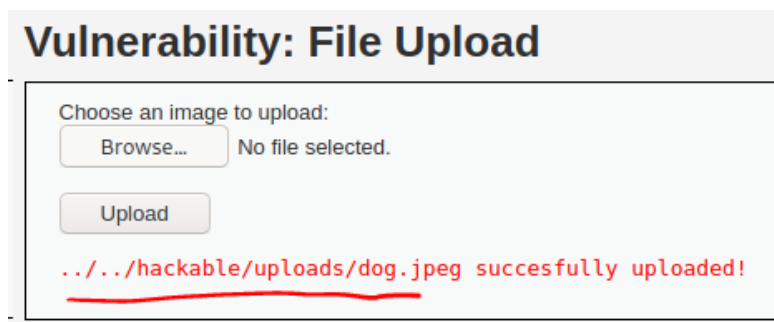 Vulnerability: File Upload
Choose an image to upload:
Browse... No file selected.
Upload
../../hackable/uploads/dog.jpeg succesfully uploaded!